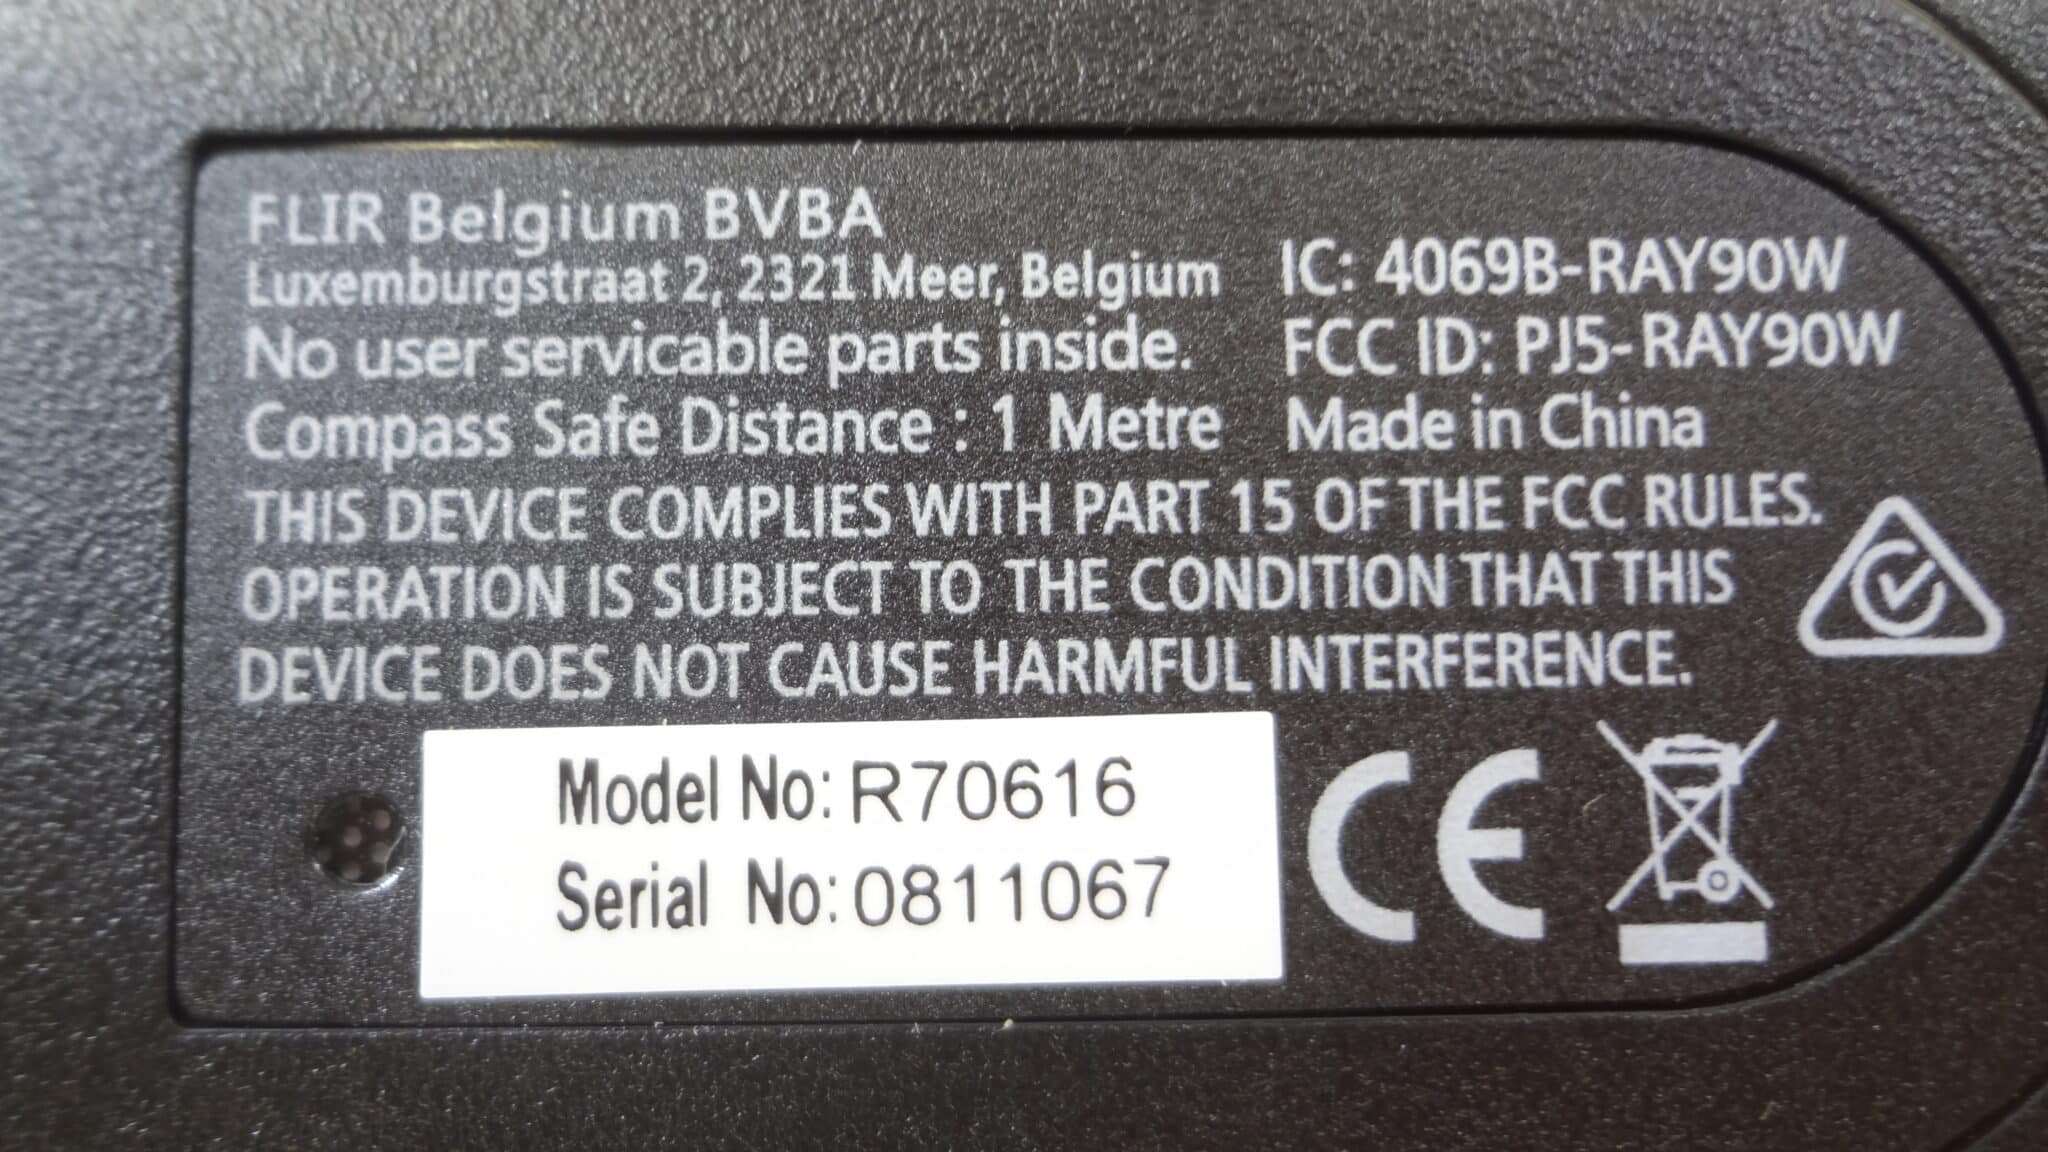 FLIR Belgium BVBA
Luxemburgstraat 2, 2321 Meer, Belgium
No user servicable parts inside.
Compass Safe Distance : 1 Metre
IC: 4069B-RAY90W
FCC ID: PJ5-RAY90W
Made in China
THIS DEVICE COMPLIES WITH PART 15 OF THE FCC RULES.
OPERATION IS SUBJECT TO THE CONDITION THAT THIS
DEVICE DOES NOT CAUSE HARMFUL INTERFERENCE.
Model No: R70616
Serial No: 0811067
CE